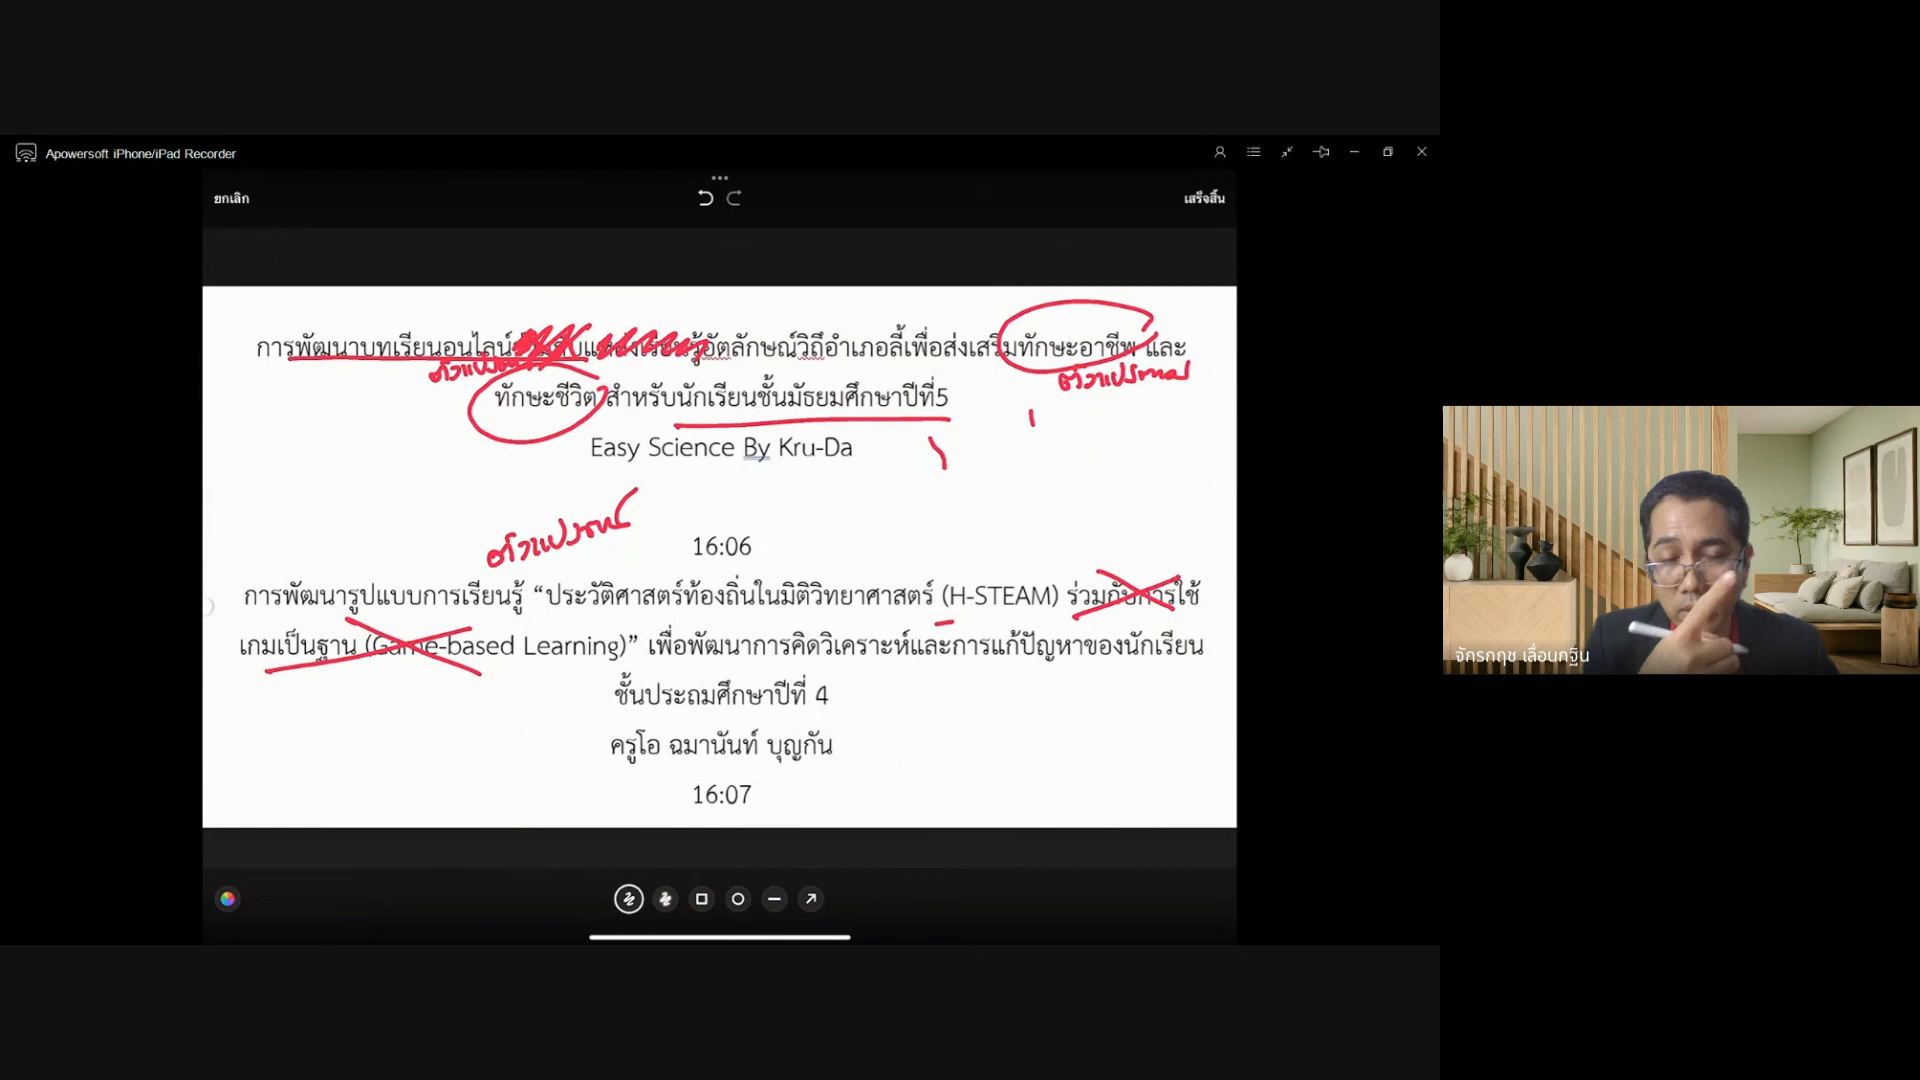 Apowersoft iPhone/iPad Recorder
ยกเลิก
เสร็จสิ้น
การพัฒนาบทเรียนอนไลน์ร่วมกับแหล่งเรียนรู้อัตลักษณ์วิถีอำเภอลี้เพื่อส่งเสริมทักษะอาชีพ และ
ตัวแปรตาม
ทักษะชีวิต สำหรับนักเรียนชั้นมัธยมศึกษาปีที่5
Easy Science By Kru-Da
16:06
การพัฒนารูปแบบการเรียนรู้ “ประวัติศาสตร์ท้องถิ่นในมิติวิทยาศาสตร์ (H-STEAM) ร่วมกับการใช้
เกมเป็นฐาน (Game-based Learning)” เพื่อพัฒนาการคิดวิเคราะห์และการแก้ปัญหาของนักเรียน
ชั้นประถมศึกษาปีที่ 4
ครูโอ ฉมานันท์ บุญกัน
16:07
จักรกฤช เลื่อนกฐิน